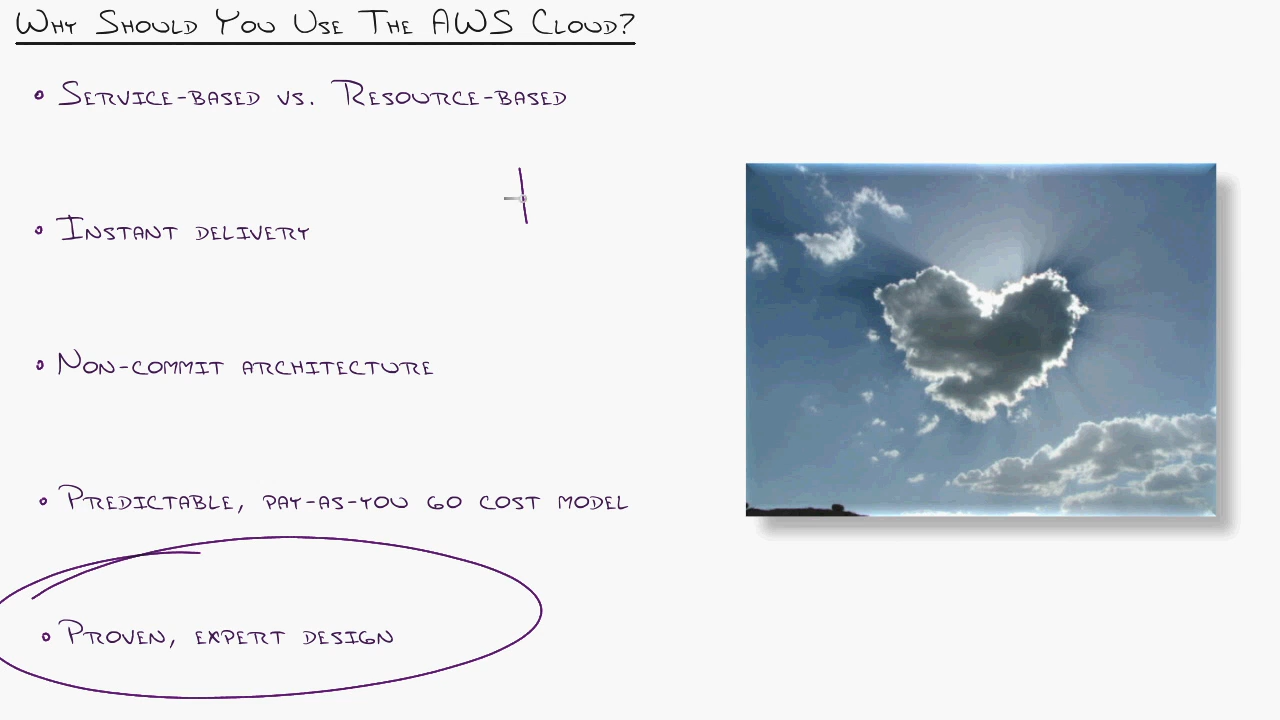 Why Should You Use The AWS Cloud?
Service-based vs. Resource-based
Instant delivery
Non-commit architecture
Predictable, pay-as-you go cost model
Proven, expert design